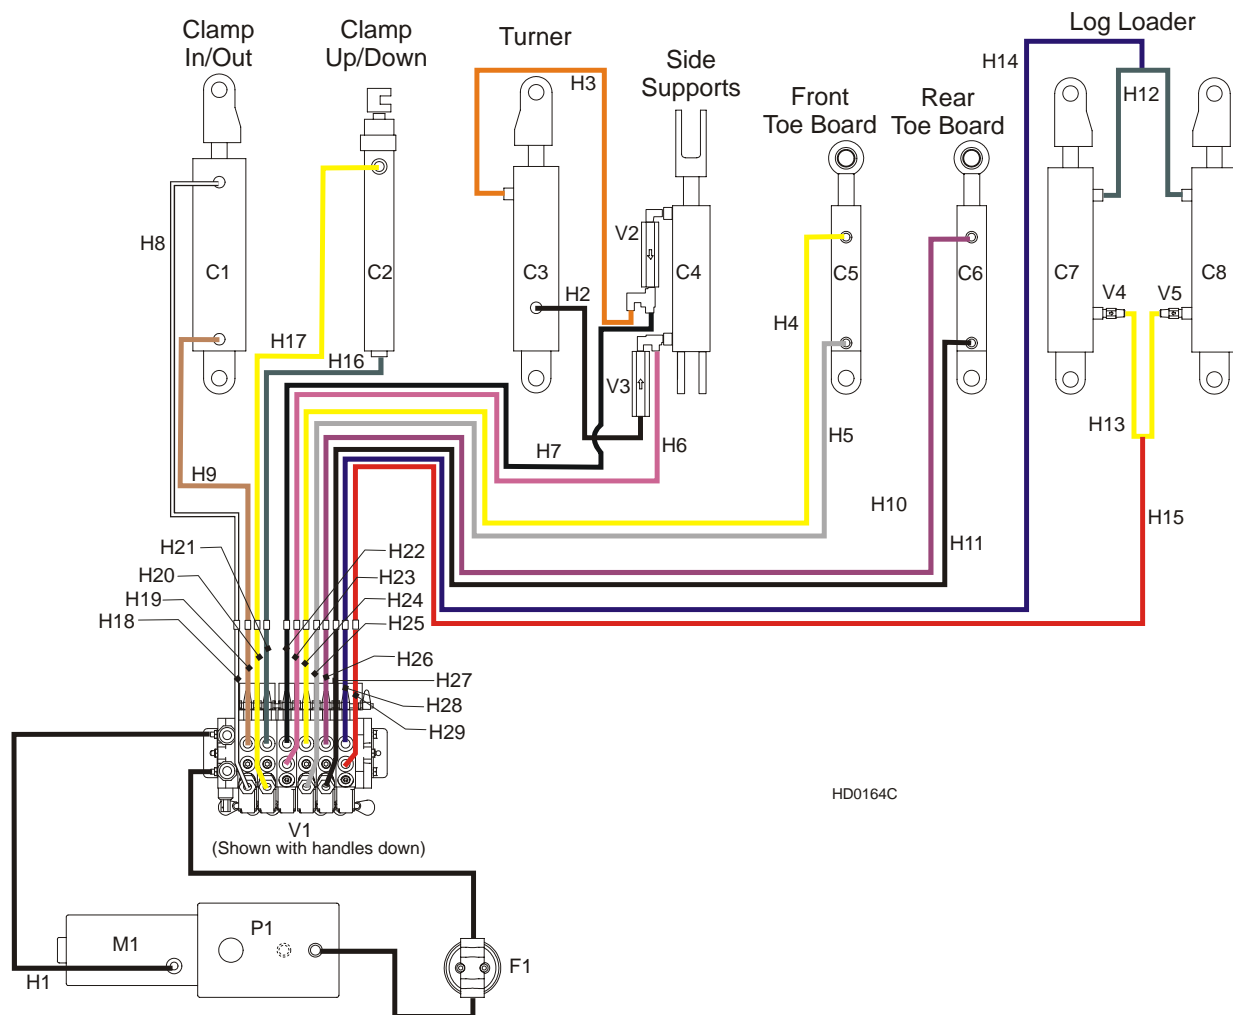 Clamp
In/Out
Clamp
Up/Down
Turner
Side
Supports
Front
Toe Board
Rear
Toe Board
Log Loader
H14
H3
H12
H8
V2
C1
C2
C3
C4
C5
C6
C7
C8
H2
V4
V5
H17
H4
H16
V3
H13
H7
H6
H5
H9
H10
H15
H11
H21
H22
H20
H23
H19
H24
H18
H25
H26
H27
H28
H29
HD0164C
V1
(Shown with handles down)
M1
P1
F1
H1